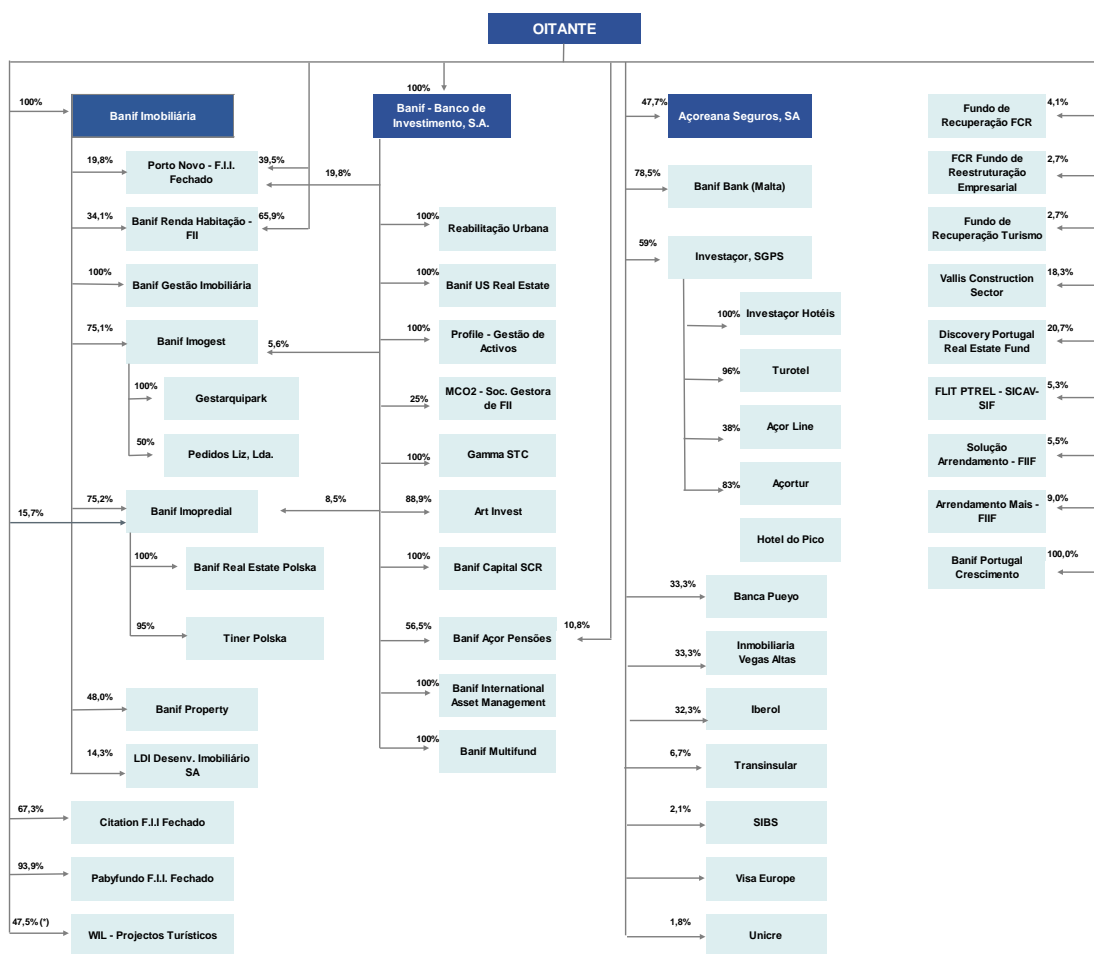 OITANTE
100%
Banif Imobiliária
19,8%
Porto Novo - F.I.I.
Fechado
39,5%
34,1%
Banif Renda Habitação -
FII
65,9%
100%
Banif Gestão Imobiliária
75,1%
Banif Imogest
5,6%
100%
Gestarquipark
50%
Pedidos Liz, Lda.
75,2%
15,7%
Banif Imopredial
8,5%
100%
Banif Real Estate Polska
95%
Tiner Polska
48,0%
Banif Property
14,3%
LDI Desenv. Imobiliário
SA
67,3%
Citation F.I.I Fechado
93,9%
Pabyfundo F.I.I. Fechado
47,5% (*)
WIL - Projectos Turísticos
100%
Banif - Banco de
Investimento, S.A.
19,8%
100%
Reabilitação Urbana
100%
Banif US Real Estate
100%
Profile - Gestão de
Activos
25%
MCO2 - Soc. Gestora
de FII
100%
Gamma STC
88,9%
Art Invest
100%
Banif Capital SCR
56,5%
Banif Açor Pensões
10,8%
100%
Banif International
Asset Management
100%
Banif Multifund
47,7%
Açoreana Seguros, SA
78,5%
Banif Bank (Malta)
59%
Investaçor, SGPS
100%
Investaçor Hotéis
96%
Turotel
38%
Açor Line
83%
Açortur
Hotel do Pico
33,3%
Banca Pueyo
33,3%
Inmobiliaria
Vegas Altas
32,3%
Iberol
6,7%
Transinsular
2,1%
SIBS
Visa Europe
1,8%
Unicre
Fundo de
Recuperação FCR
4,1%
FCR Fundo de
Reestruturação
Empresarial
2,7%
Fundo de
Recuperação Turismo
2,7%
Vallis Construction
Sector
18,3%
Discovery Portugal
Real Estate Fund
20,7%
FLIT PTREL - SICAV-
SIF
5,3%
Solução
Arrendamento - FIIF
5,5%
Arrendamento Mais -
FIIF
9,0%
Banif Portugal
Crescimento
100,0%